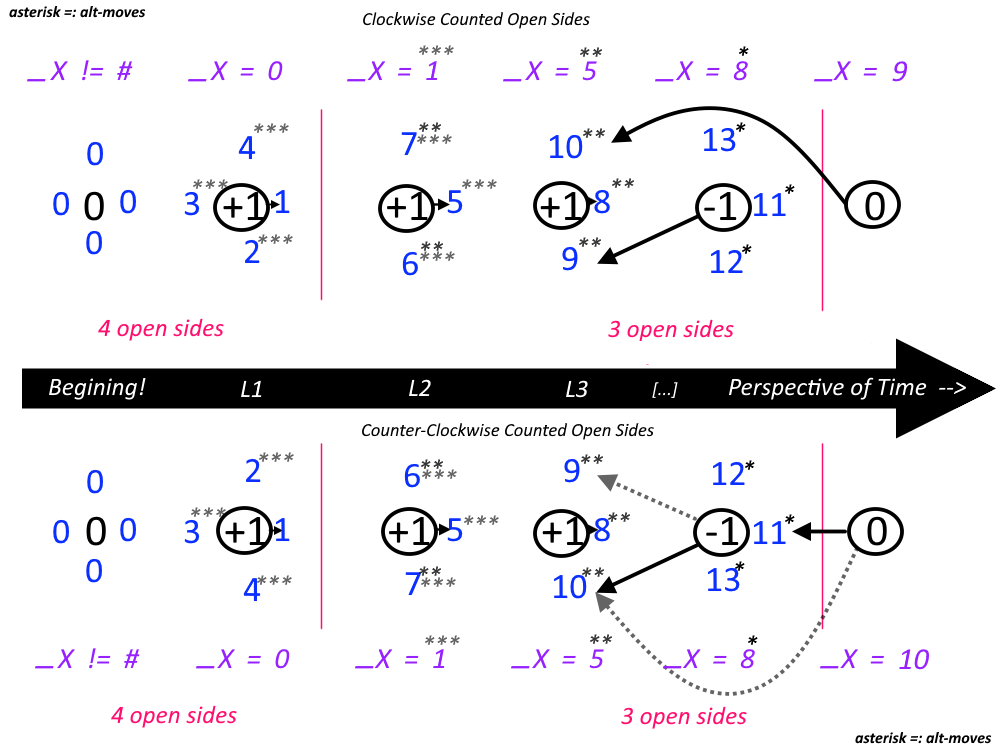 asterisk =: alt-moves
Clockwise Counted Open Sides
_X != # _X = 0 _X = 1*** _X = 5** _X = 8* _X = 9
0 4*** 7** *** 10** 13*
0 0 0 3*** +1 1 +1 5*** +1 8** -1 11* 0
0 2*** 6** *** 9** 12*
4 open sides 3 open sides
Begining! L1 L2 L3 [...] Perspective of Time -->
Counter-Clockwise Counted Open Sides
0 2*** 6** *** 9** 12*
0 0 0 3*** +1 1 +1 5*** +1 8** -1 11* 0
0 4*** 7** *** 10** 13*
_X != # _X = 0 _X = 1*** _X = 5** _X = 8* _X = 10
4 open sides 3 open sides
asterisk =: alt-moves